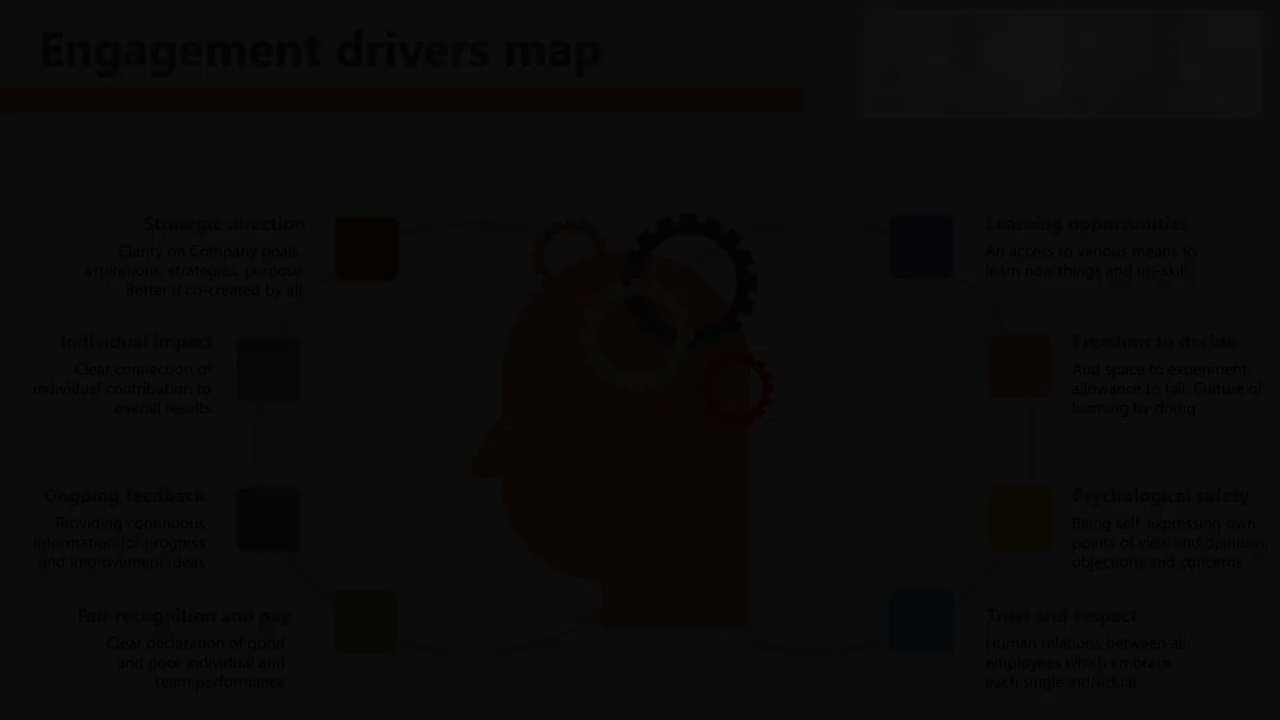 Engagement drivers map
Strategic direction
Clarity on Company goals,
aspirations, strategies, purpose.
Better if co-created by all
Individual impact
Clear connection of
individual contribution to
overall results
Ongoing feedback
Providing continuous
information for progress
and improvement ideas
Fair recognition and pay
Clear declaration of good
and poor individual and
team performance
Learning opportunities
An access to various means to
learn new things and up-skill
Freedom to decide
And space to experiment,
allowance to fail. Culture of
learning by doing
Psychological safety
Being self, expressing own
points of view and opinions,
objections and concerns
Trust and respect
Human relations between all
employees which embrace
each single individual